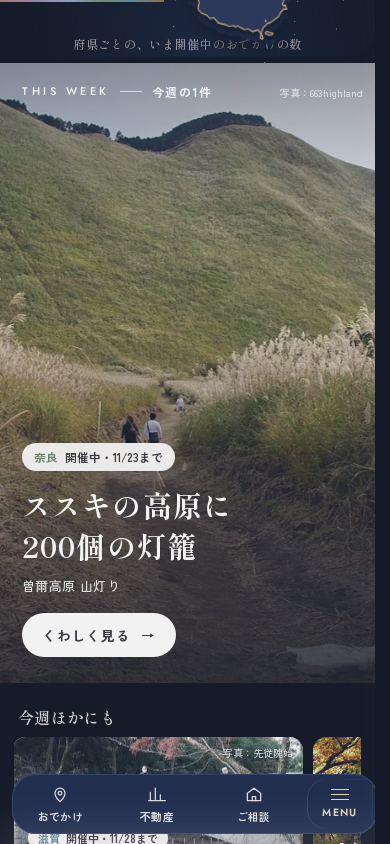 府県ごとの、いま開催中のおでかけの数
THIS WEEK
今週の1件
写真：663highland
奈良 開催中・11/23まで
ススキの高原に
200個の灯籠
曽爾高原 山灯り
くわしく見る →
今週ほかにも
写真：先従隗始
滋賀 開催中・11/28まで
おでかけ
不動産
ご相談
MENU